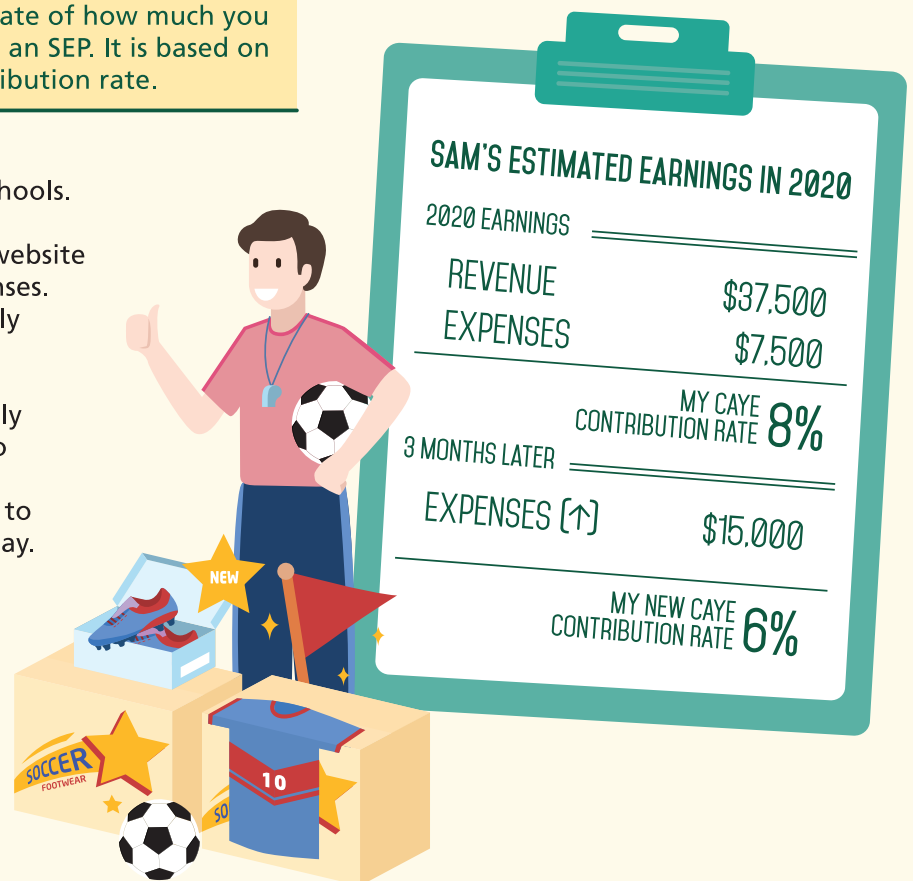 ate of how much you
an SEP. It is based on
ibution rate.
hools.
website
nses.
ly
ly
o
to
ay.
SAM'S ESTIMATED EARNINGS IN 2020
2020 EARNINGS
REVENUE $37,500
EXPENSES $7,500
MY CAYE
CONTRIBUTION RATE 8%
3 MONTHS LATER
EXPENSES (↑) $15,000
MY NEW CAYE
CONTRIBUTION RATE 6%
NEW
SOCCER
FOOTWEAR
10
SO